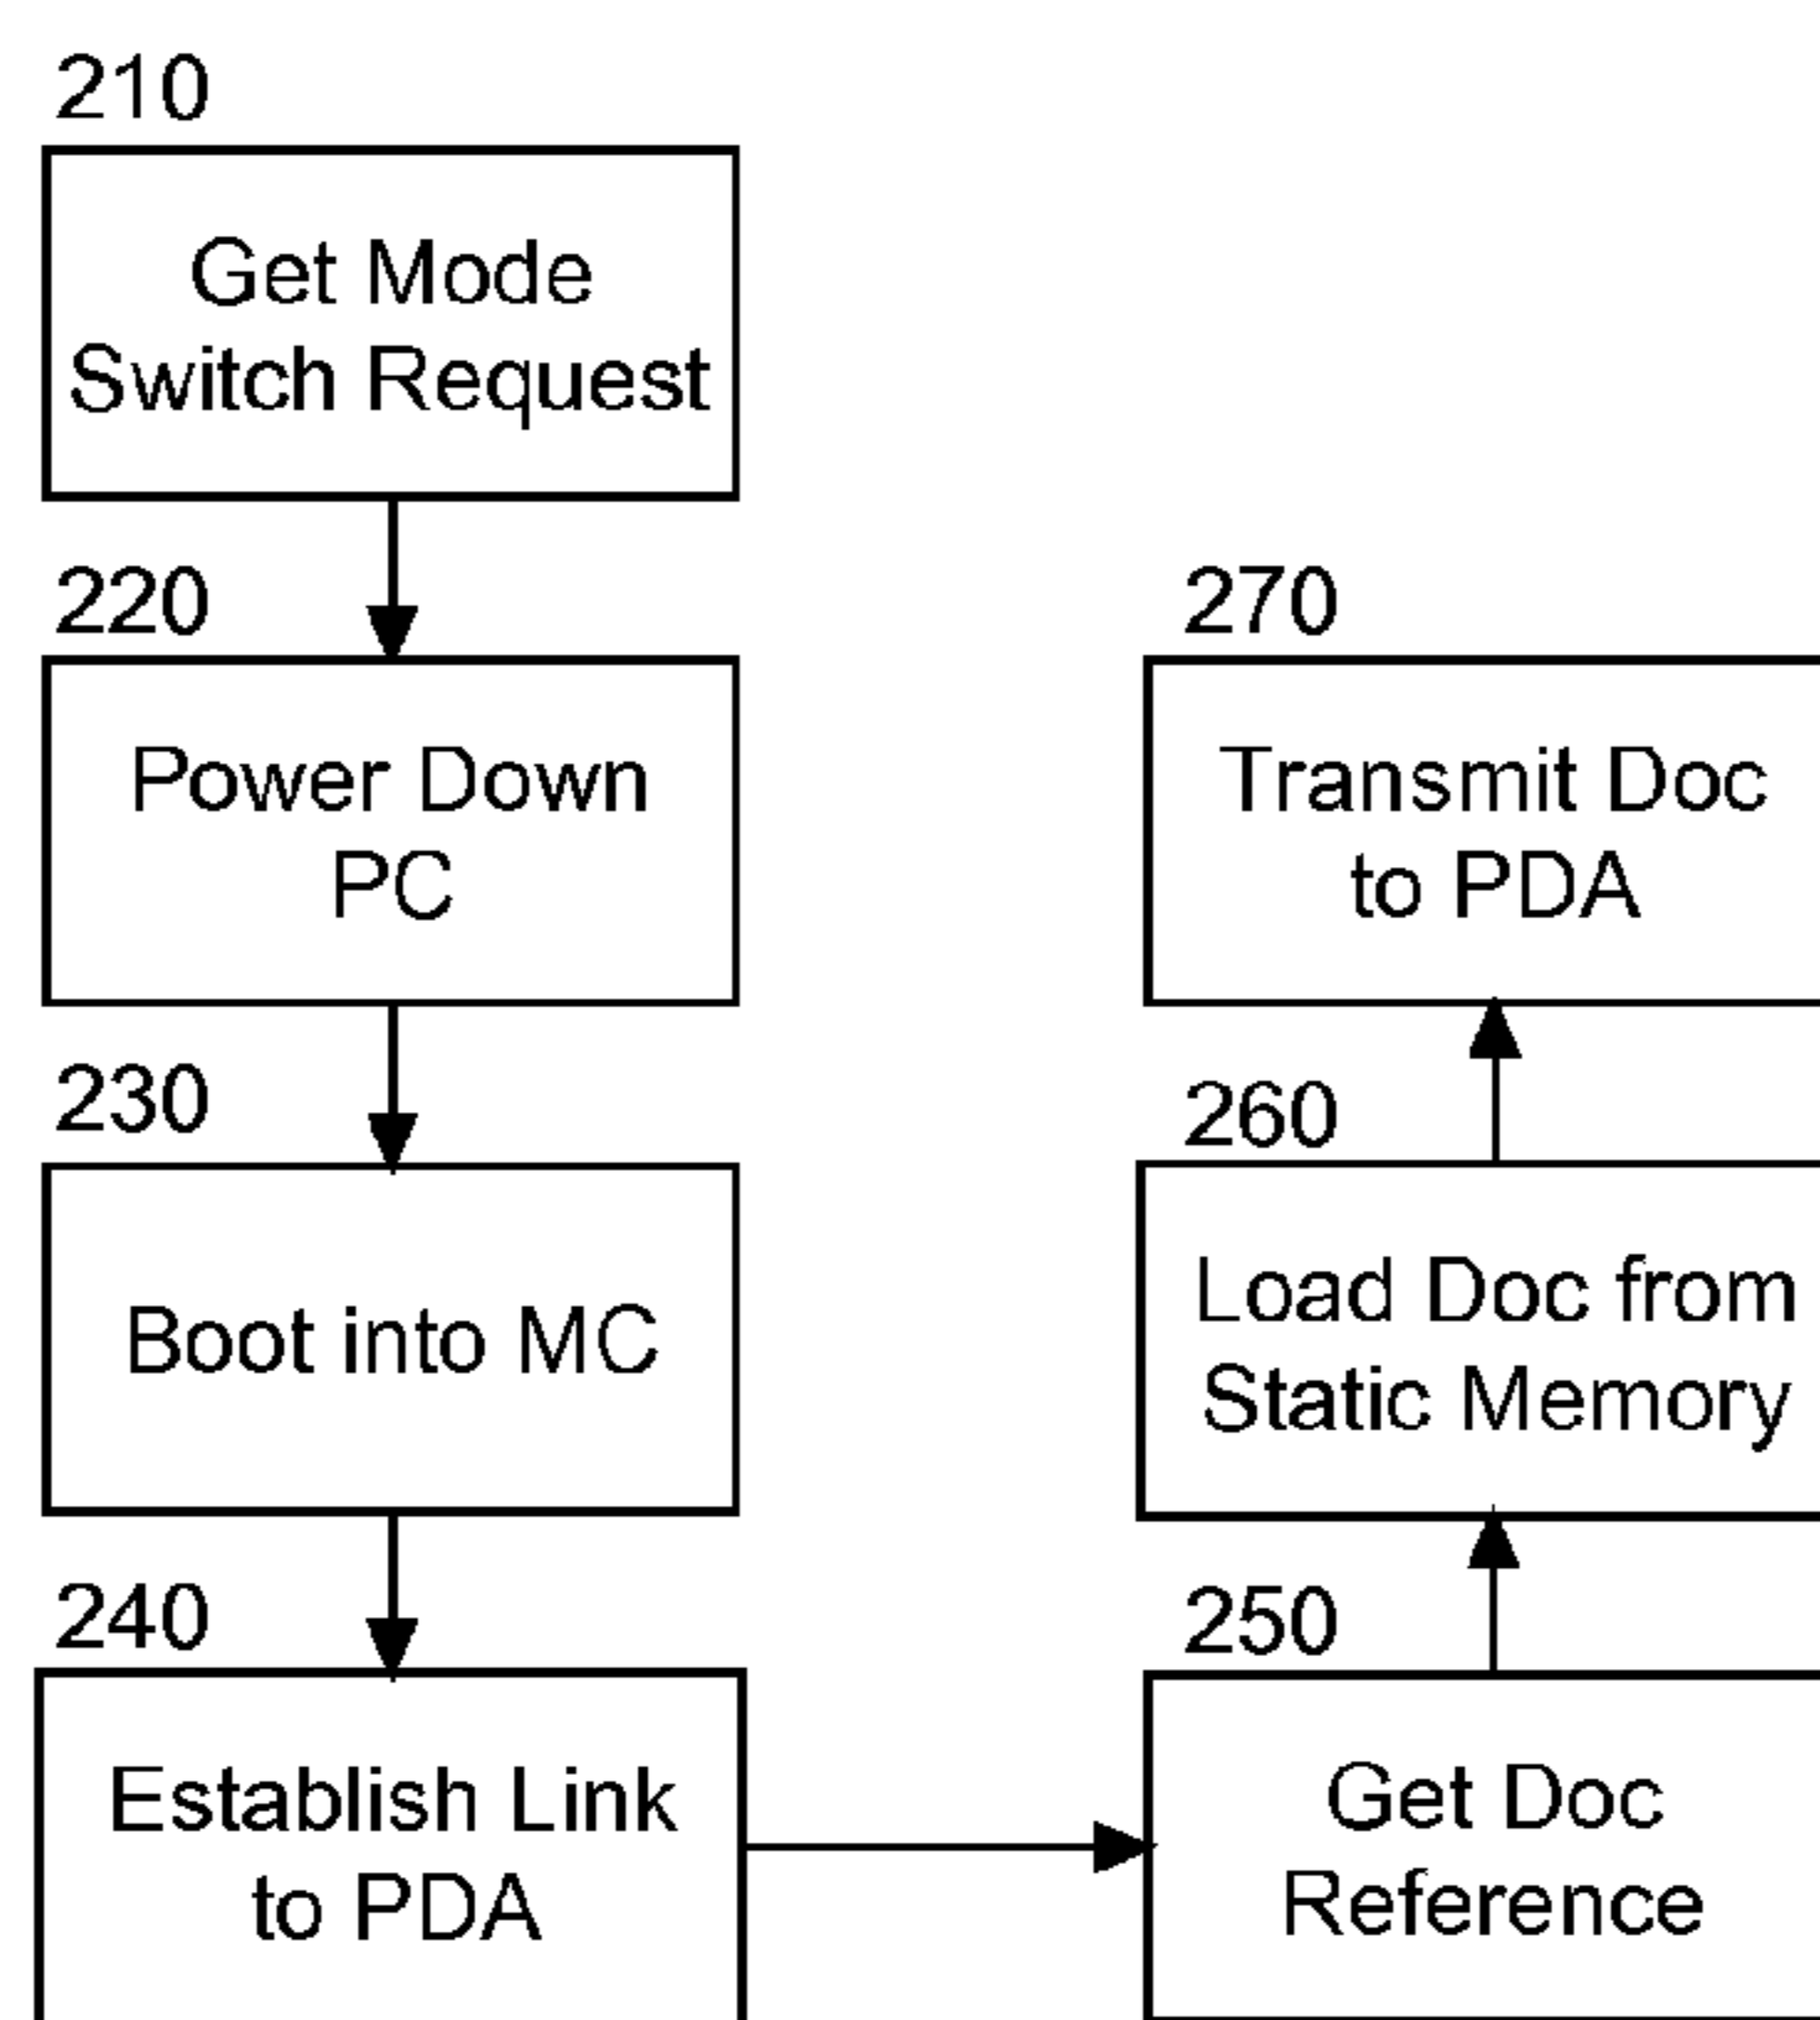 210
Get Mode
Switch Request
220
Power Down
PC
230
Boot into MC
240
Establish Link
to PDA
250
Get Doc
Reference
260
Load Doc from
Static Memory
270
Transmit Doc
to PDA